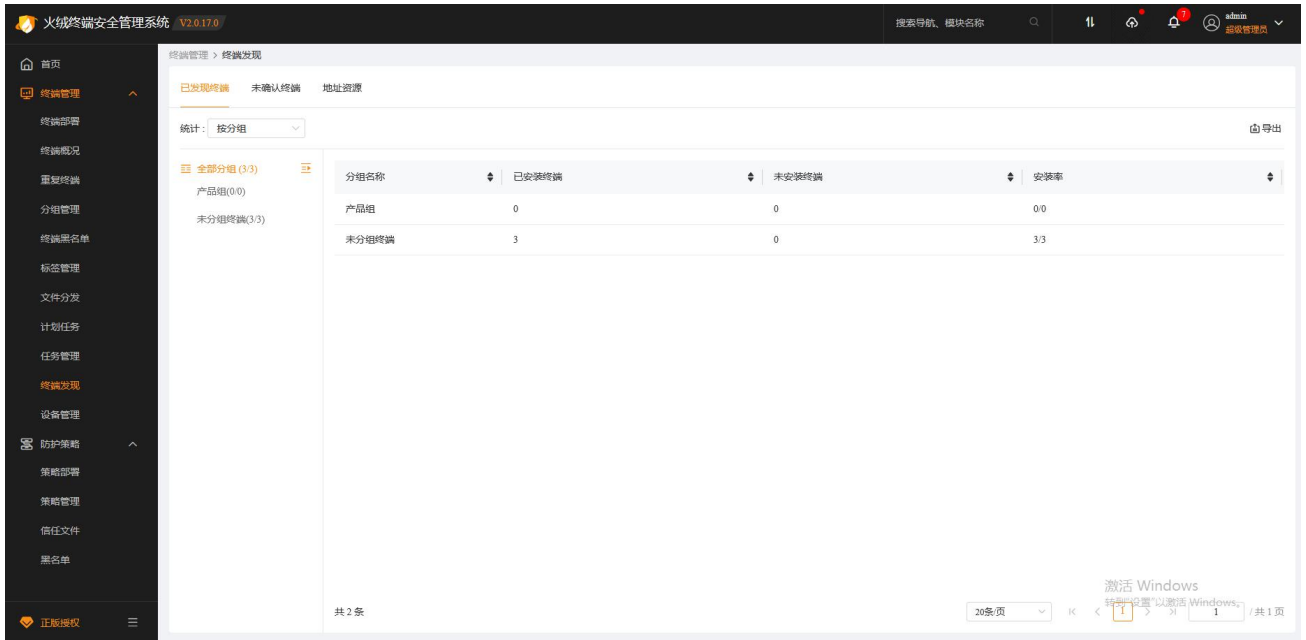 火绒终端安全管理系统 V2.0.17.0
搜索导航、模块名称
7
admin
超级管理员
首页
终端管理
终端部署
终端概况
重复终端
分组管理
终端黑名单
标签管理
文件分发
计划任务
任务管理
终端发现
设备管理
防护策略
策略部署
策略管理
信任文件
黑名单
正版授权
终端管理 > 终端发现
已发现终端 未确认终端 地址资源
统计： 按分组
导出
全部分组 (3/3)
产品组(0/0)
未分组终端(3/3)
分组名称 已安装终端 未安装终端 安装率
产品组 0 0 0/0
未分组终端 3 0 3/3
激活 Windows
转到"设置"以激活 Windows。
共 2 条
20条/页 1 1 / 共 1 页